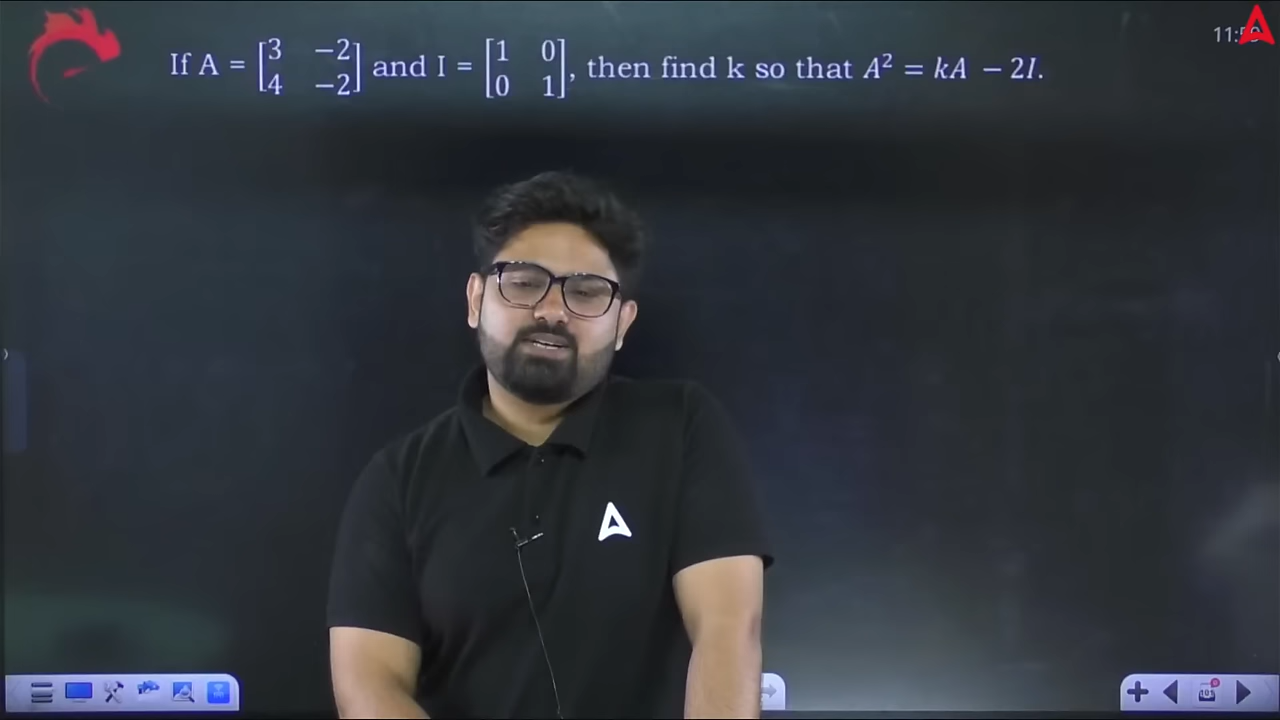 If A = [3 −2
4 −2] and I = [1 0
0 1], then find k so that A² = kA − 2I.